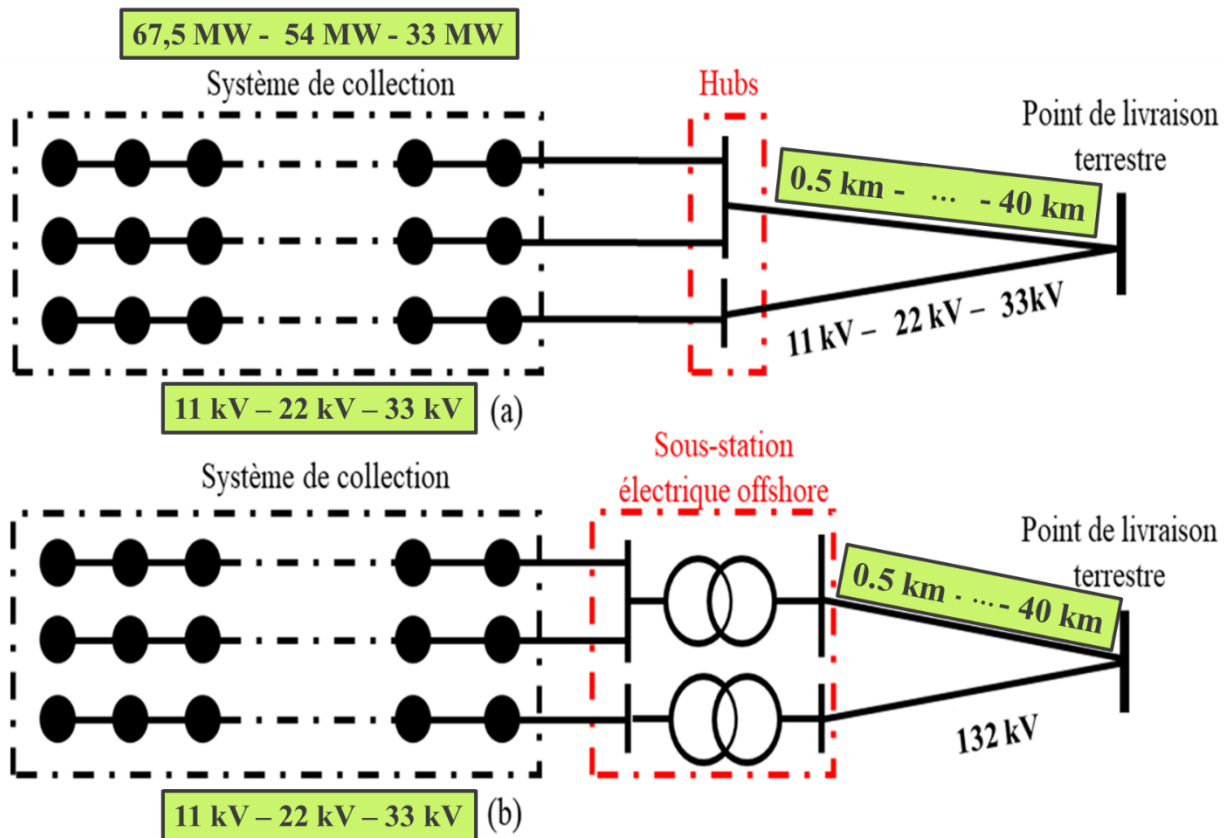 67,5 MW - 54 MW - 33 MW
Système de collection
Hubs
Point de livraison
terrestre
0.5 km - ... - 40 km
11 kV – 22 kV – 33kV
11 kV – 22 kV – 33 kV
(a)
Système de collection
Sous-station
électrique offshore
Point de livraison
terrestre
0.5 km - ... - 40 km
132 kV
11 kV – 22 kV – 33 kV
(b)